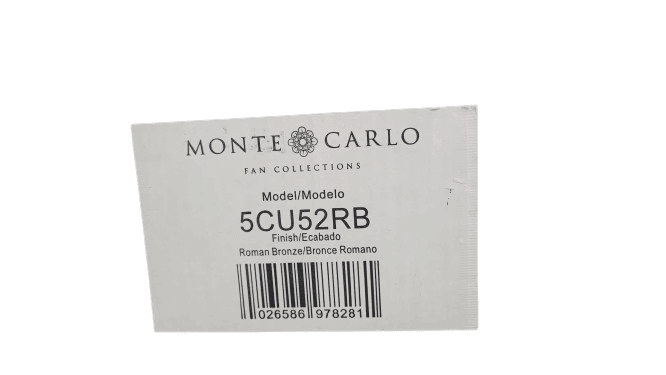 MONTE CARLO
FAN COLLECTIONS
Model/Modelo
5CU52RB
Finish/Ecabado
Roman Bronze/Bronce Romano
026586 978281